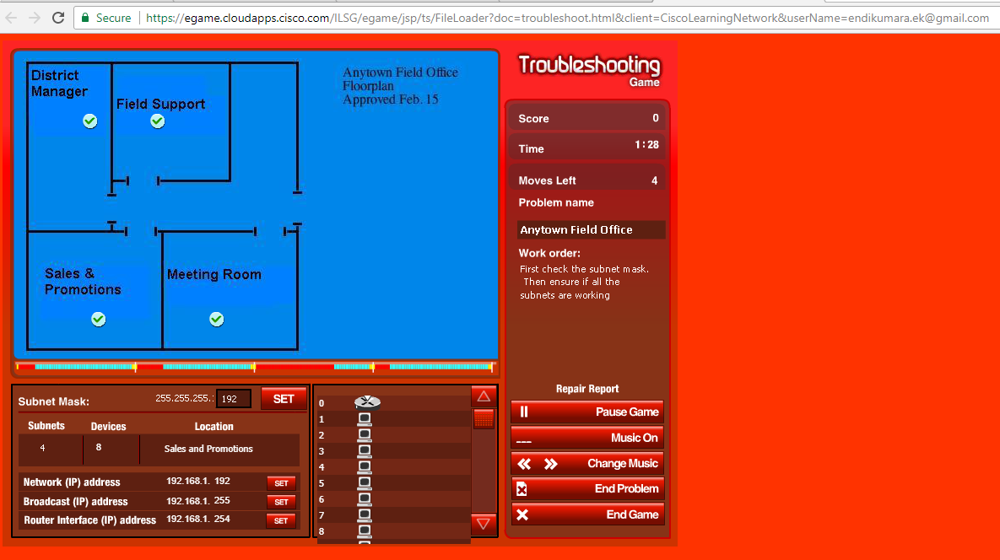 Secure
https://egame.cloudapps.cisco.com/ILSG/egame/jsp/ts/FileLoader?doc=troubleshoot.html&client=CiscoLearningNetwork&userName=endikumara.ek@gmail.com
District
Manager
Field Support
Anytown Field Office
Floorplan
Approved Feb. 15
Sales &
Promotions
Meeting Room
Troubleshooting
Game
Score 0
Time 1:28
Moves Left 4
Problem name
Anytown Field Office
Work order:
First check the subnet mask.
Then ensure if all the
subnets are working
Repair Report
Pause Game
Music On
Change Music
End Problem
End Game
Subnet Mask: 255.255.255.: 192 SET
Subnets Devices Location
4 8 Sales and Promotions
Network (IP) address 192.168.1. 192 SET
Broadcast (IP) address 192.168.1. 255 SET
Router Interface (IP) address 192.168.1. 254 SET
0
1
2
3
4
5
6
7
8